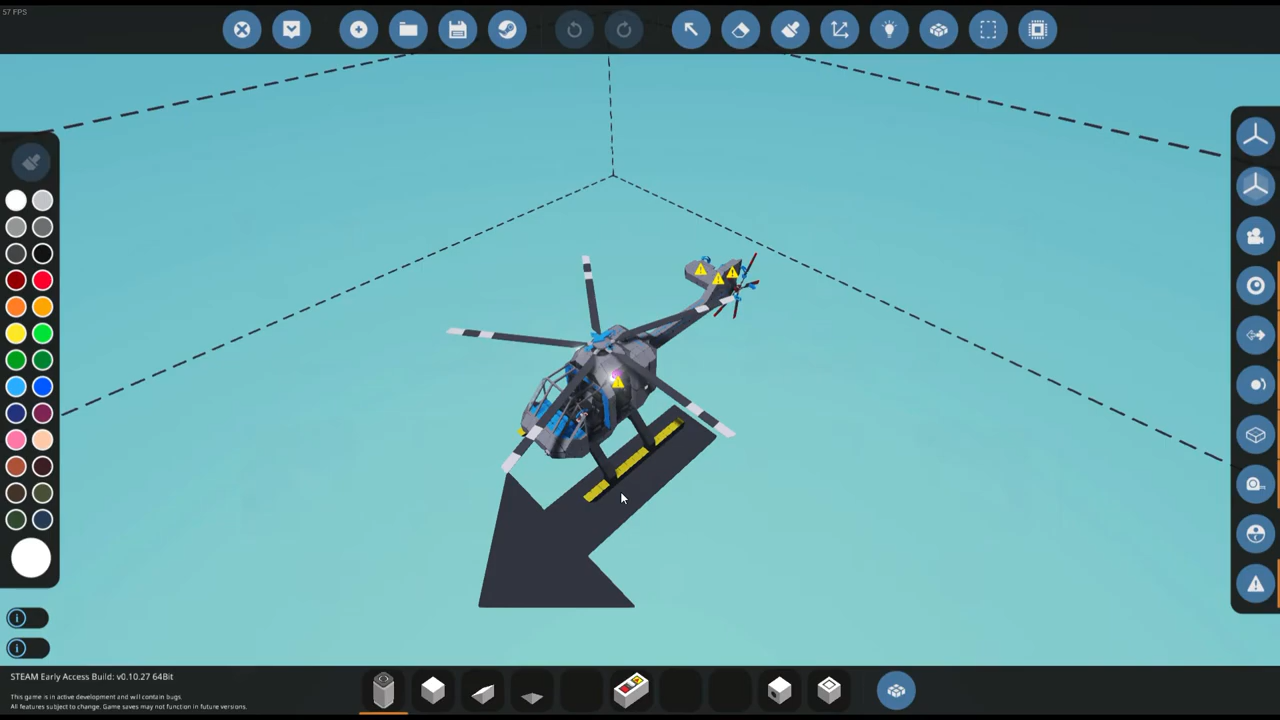 57 FPS
STEAM Early Access Build: v0.10.27 64Bit
This game is in active development and will contain bugs.
All features subject to change. Game saves may not function in future versions.